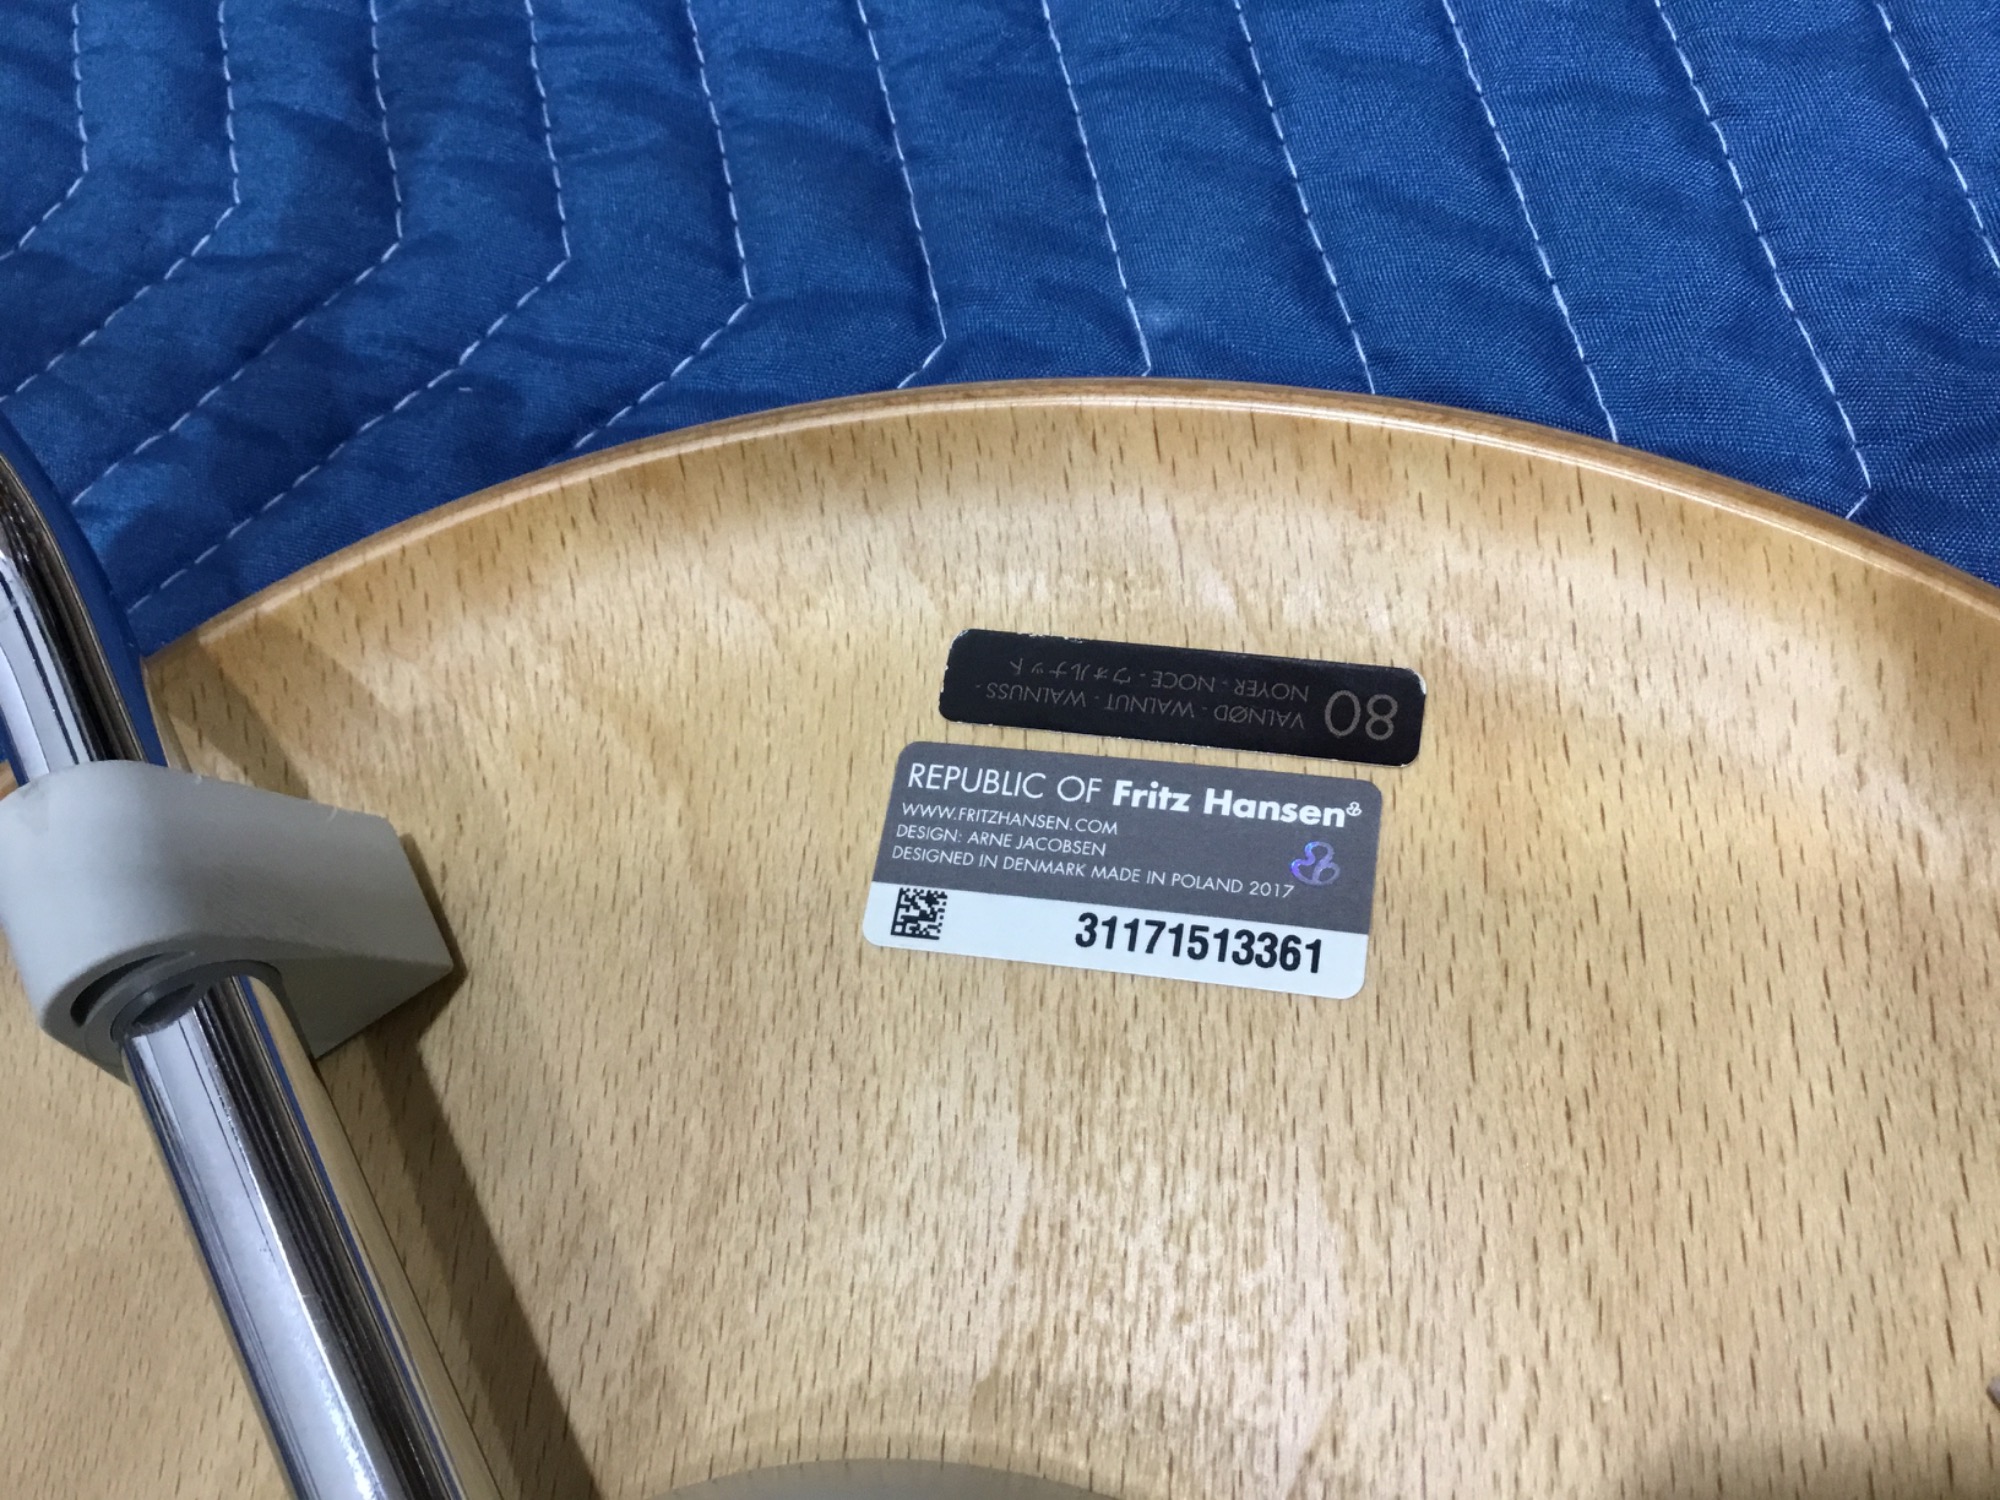 80
VALNØD - WALNUT - WALNUSS -
NOYER - NOCE - ウォルナット
REPUBLIC OF Fritz Hansen
WWW.FRITZHANSEN.COM
DESIGN: ARNE JACOBSEN
DESIGNED IN DENMARK MADE IN POLAND 2017
31171513361